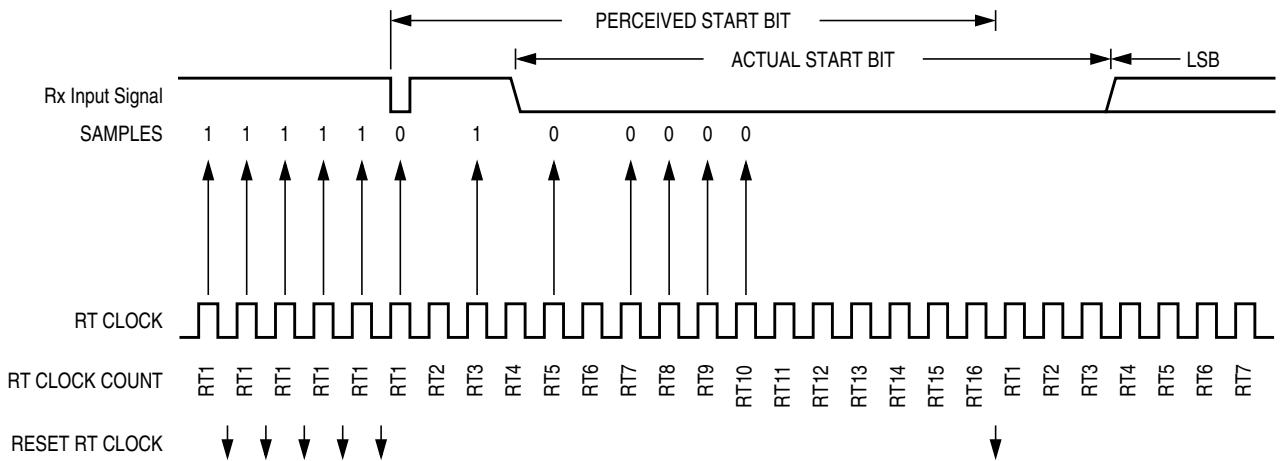 PERCEIVED START BIT
ACTUAL START BIT
LSB
Rx Input Signal
SAMPLES 1 1 1 1 1 0 1 0 0 0 0 0
RT CLOCK
RT CLOCK COUNT RT1 RT1 RT1 RT1 RT1 RT1 RT2 RT3 RT4 RT5 RT6 RT7 RT8 RT9 RT10 RT11 RT12 RT13 RT14 RT15 RT16 RT1 RT2 RT3 RT4 RT5 RT6 RT7
RESET RT CLOCK